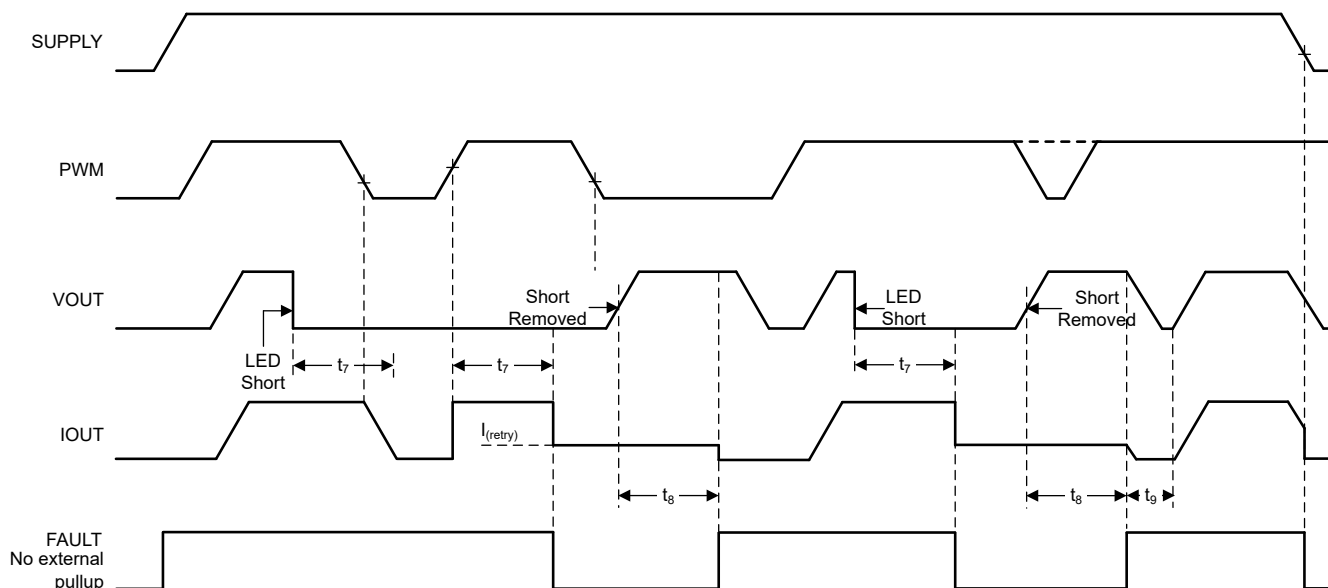 SUPPLY
PWM
VOUT
Short
Removed
LED
Short
Short
Removed
LED
Short
t7
t7
t7
IOUT
I(retry)
t8
t8
t9
FAULT
No external
pullup